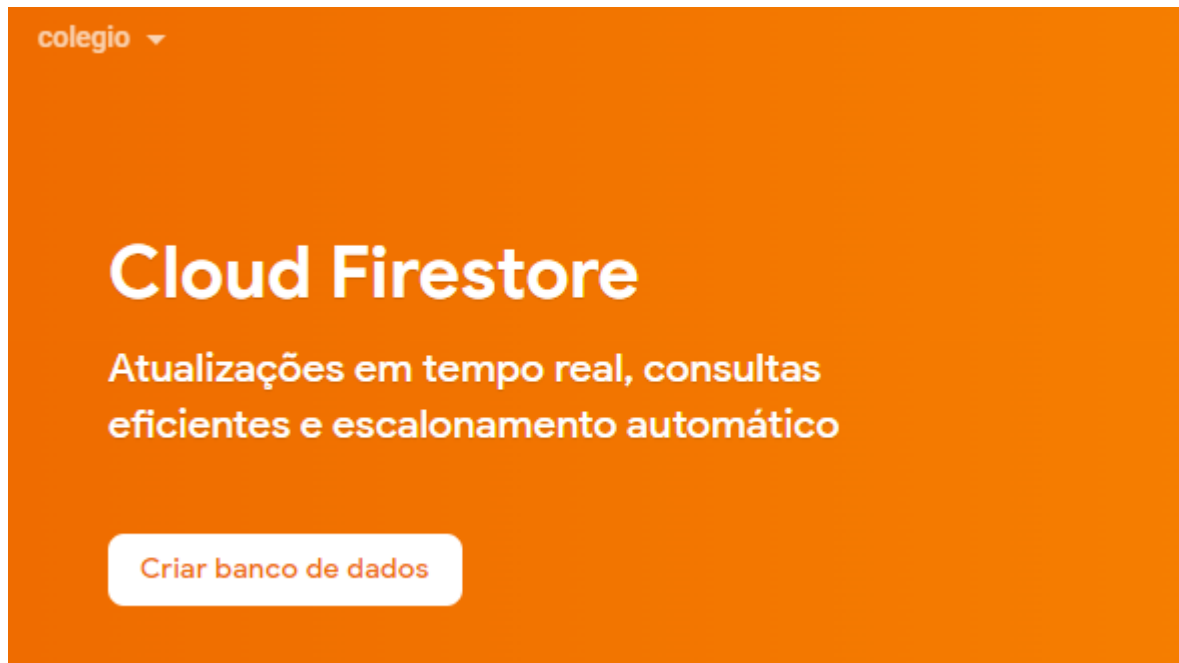 colegio
Cloud Firestore
Atualizações em tempo real, consultas
eficientes e escalonamento automático
Criar banco de dados